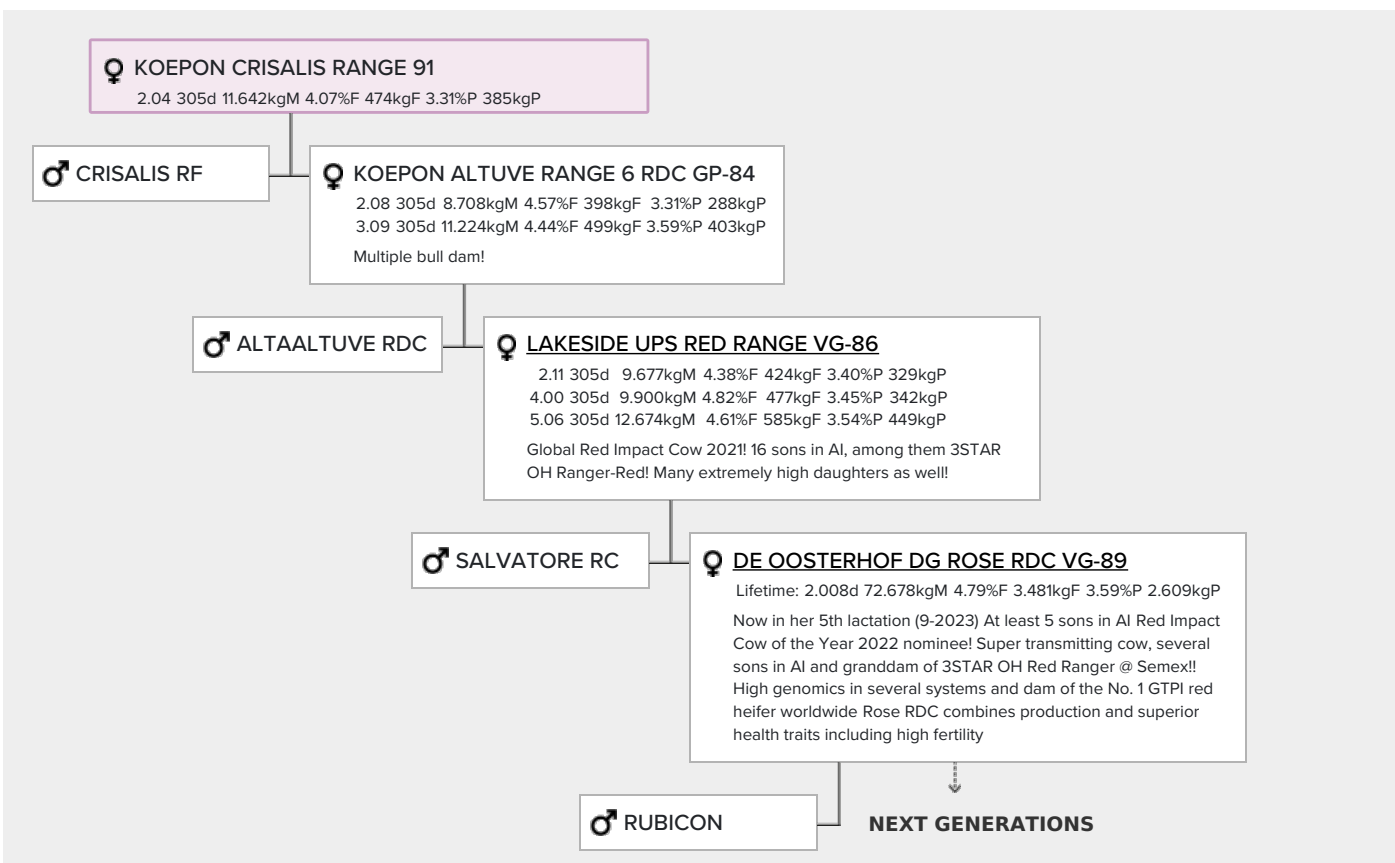 KOEPON CRISALIS RANGE 91
2.04 305d 11.642kgM 4.07%F 474kgF 3.31%P 385kgP
CRISALIS RF
KOEPON ALTUVE RANGE 6 RDC GP-84
2.08 305d 8.708kgM 4.57%F 398kgF 3.31%P 288kgP
3.09 305d 11.224kgM 4.44%F 499kgF 3.59%P 403kgP
Multiple bull dam!
ALTAALTUVE RDC
LAKESIDE UPS RED RANGE VG-86
2.11 305d 9.677kgM 4.38%F 424kgF 3.40%P 329kgP
4.00 305d 9.900kgM 4.82%F 477kgF 3.45%P 342kgP
5.06 305d 12.674kgM 4.61%F 585kgF 3.54%P 449kgP
Global Red Impact Cow 2021! 16 sons in AI, among them 3STAR
OH Ranger-Red! Many extremely high daughters as well!
SALVATORE RC
DE OOSTERHOF DG ROSE RDC VG-89
Lifetime: 2.008d 72.678kgM 4.79%F 3.481kgF 3.59%P 2.609kgP
Now in her 5th lactation (9-2023) At least 5 sons in AI Red Impact
Cow of the Year 2022 nominee! Super transmitting cow, several
sons in AI and granddam of 3STAR OH Red Ranger @ Semex!!
High genomics in several systems and dam of the No. 1 GTPI red
heifer worldwide Rose RDC combines production and superior
health traits including high fertility
RUBICON
NEXT GENERATIONS